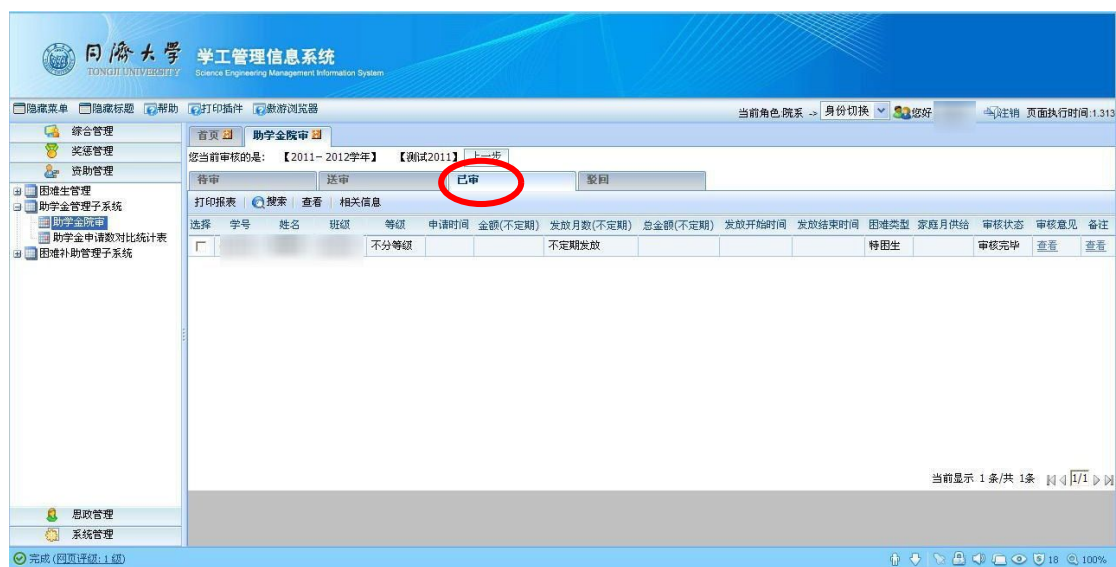 同济大学 学工管理信息系统
TONGJI UNIVERSITY Science Engineering Management Information System
隐藏菜单 隐藏标题 帮助 打印插件 傲游浏览器 当前角色:院系 -> 身份切换 您好 注销 页面执行时间:1.313
综合管理
奖惩管理
资助管理
困难生管理
助学金管理子系统
助学金院审
助学金申请数对比统计表
困难补助管理子系统
思政管理
系统管理
首页 助学金院审
您当前审核的是: 【2011-2012学年】 【测试2011】 上一步
待审 送审 已审 驳回
打印报表 搜索 查看 相关信息
选择 学号 姓名 班级 等级 申请时间 金额(不定期) 发放月数(不定期) 总金额(不定期) 发放开始时间 发放结束时间 困难类型 家庭月供给 审核状态 审核意见 备注
不分等级 不定期发放 特困生 审核完毕 查看 查看
当前显示 1 条/共 1条 1/1
完成 (网页评级: 1 级) 18 100%